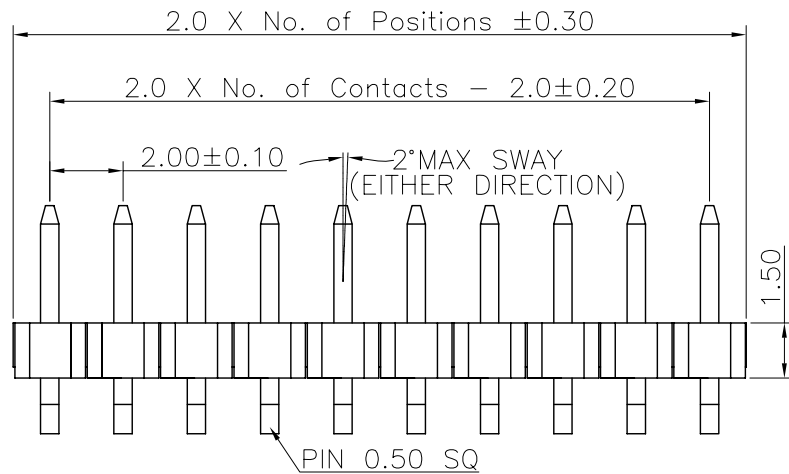 2.0 X No. of Positions ±0.30
2.0 X No. of Contacts - 2.0±0.20
2.00±0.10
2°MAX SWAY
(EITHER DIRECTION)
1.50
PIN 0.50 SQ